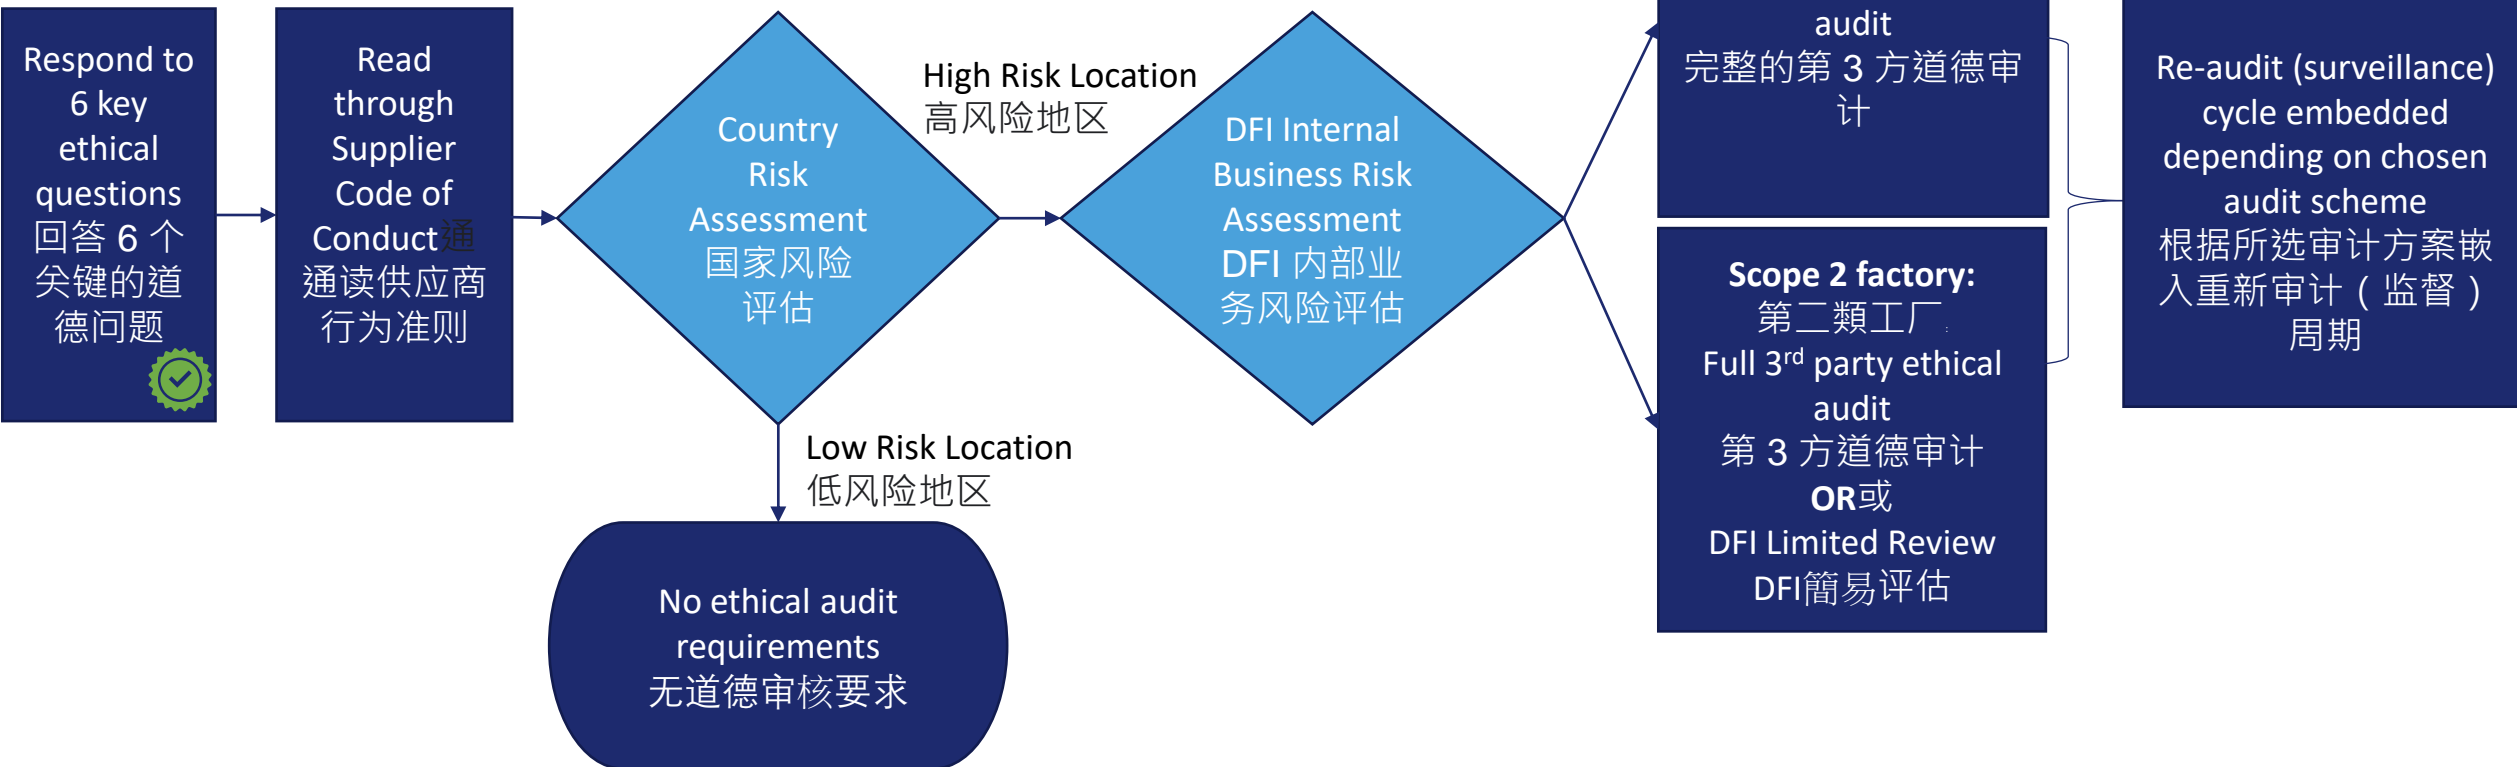 Respond to
6 key
ethical
questions
回答 6 个
关键的道
德问题
Read
through
Supplier
Code of
Conduct通
通读供应商
行为准则
Country
Risk
Assessment
国家风险
评估
High Risk Location
高风险地区
Low Risk Location
低风险地区
No ethical audit
requirements
无道德审核要求
DFI Internal
Business Risk
Assessment
DFI 内部业
务风险评估
audit
完整的第 3 方道德审
计
Scope 2 factory:
第二類工厂:
Full 3rd party ethical
audit
第 3 方道德审计
OR或
DFI Limited Review
DFI簡易评估
Re-audit (surveillance)
cycle embedded
depending on chosen
audit scheme
根据所选审计方案嵌
入重新审计（监督）
周期